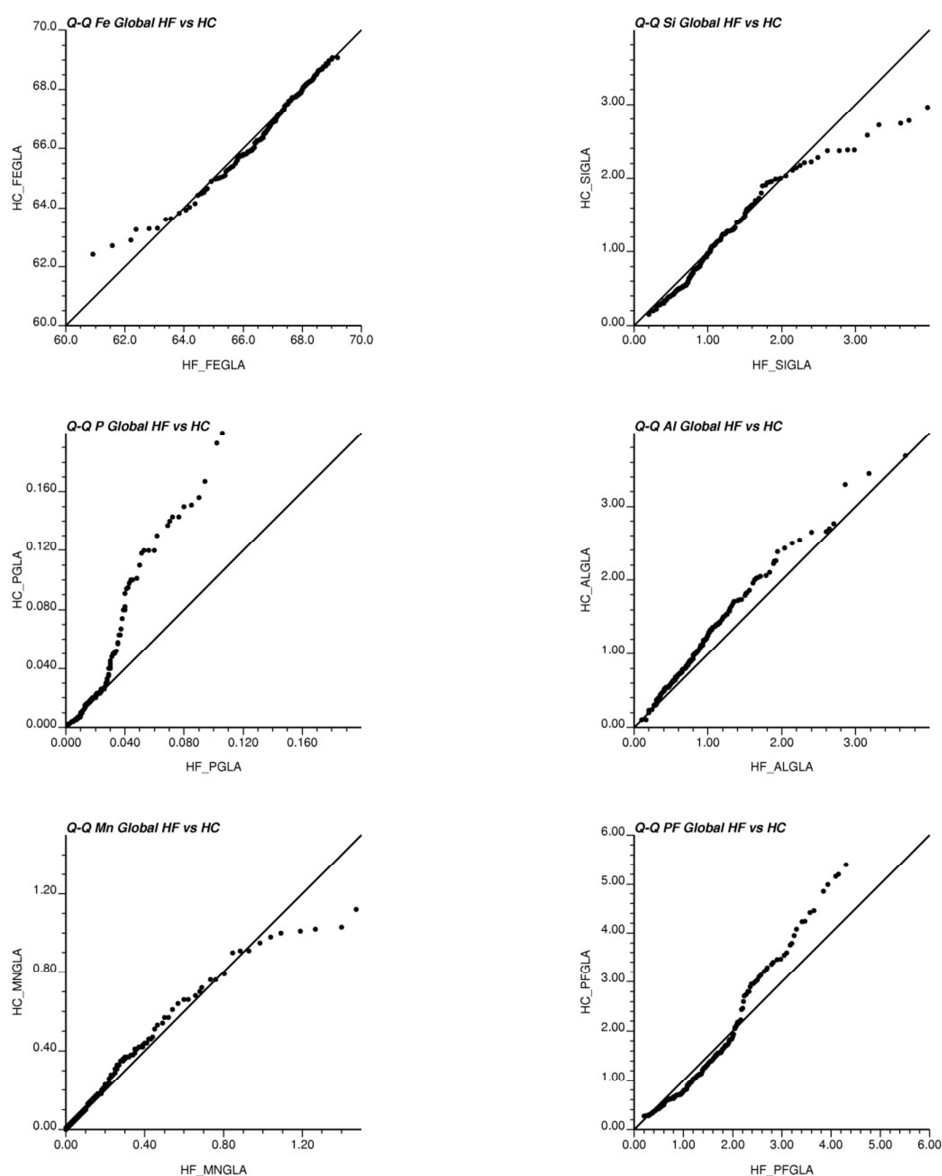 Q-Q Fe Global HF vs HC
70.0
68.0
66.0
64.0
62.0
60.0
HC_FEGLA
60.0 62.0 64.0 66.0 68.0 70.0
HF_FEGLA
Q-Q Si Global HF vs HC
3.00
2.00
1.00
0.00
HC_SIGLA
0.00 1.00 2.00 3.00
HF_SIGLA
Q-Q P Global HF vs HC
0.160
0.120
0.080
0.040
0.000
HC_PGLA
0.000 0.040 0.080 0.120 0.160
HF_PGLA
Q-Q Al Global HF vs HC
3.00
2.00
1.00
0.00
HC_ALGLA
0.00 1.00 2.00 3.00
HF_ALGLA
Q-Q Mn Global HF vs HC
1.20
0.80
0.40
0.00
HC_MNGLA
0.00 0.40 0.80 1.20
HF_MNGLA
Q-Q PF Global HF vs HC
6.00
5.00
4.00
3.00
2.00
1.00
0.00
HC_PFGLA
0.00 1.00 2.00 3.00 4.00 5.00 6.00
HF_PFGLA